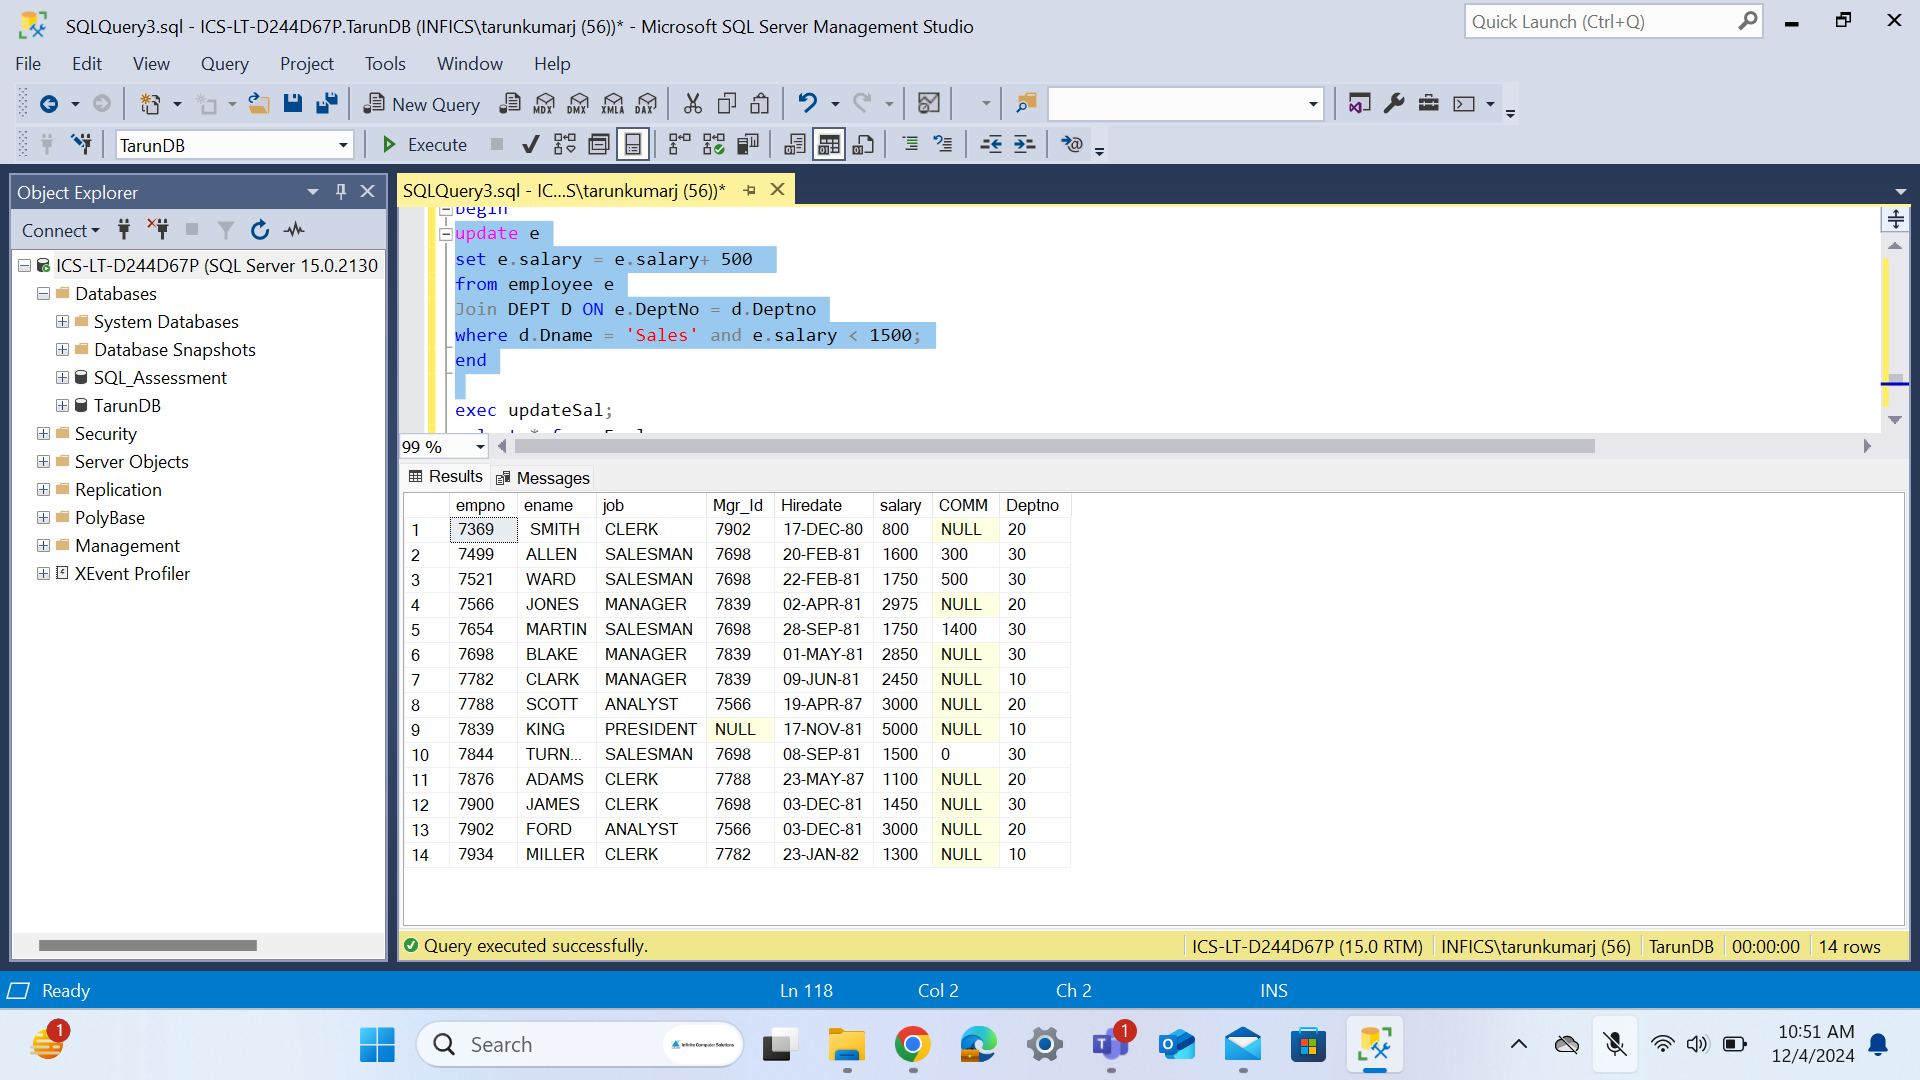 SQLQuery3.sql - ICS-LT-D244D67P.TarunDB (INFICS\tarunkumarj (56))* - Microsoft SQL Server Management Studio
Quick Launch (Ctrl+Q)
File Edit View Query Project Tools Window Help
New Query MDX DMX XMLA DAX
TarunDB Execute
Object Explorer
Connect
ICS-LT-D244D67P (SQL Server 15.0.2130
Databases
System Databases
Database Snapshots
SQL_Assessment
TarunDB
Security
Server Objects
Replication
PolyBase
Management
XEvent Profiler
SQLQuery3.sql - IC...S\tarunkumarj (56))*
begin
update e
set e.salary = e.salary+ 500
from employee e
Join DEPT D ON e.DeptNo = d.Deptno
where d.Dname = 'Sales' and e.salary < 1500;
end
exec updateSal;
99 %
Results Messages
empno ename job Mgr_Id Hiredate salary COMM Deptno
1 7369 SMITH CLERK 7902 17-DEC-80 800 NULL 20
2 7499 ALLEN SALESMAN 7698 20-FEB-81 1600 300 30
3 7521 WARD SALESMAN 7698 22-FEB-81 1750 500 30
4 7566 JONES MANAGER 7839 02-APR-81 2975 NULL 20
5 7654 MARTIN SALESMAN 7698 28-SEP-81 1750 1400 30
6 7698 BLAKE MANAGER 7839 01-MAY-81 2850 NULL 30
7 7782 CLARK MANAGER 7839 09-JUN-81 2450 NULL 10
8 7788 SCOTT ANALYST 7566 19-APR-87 3000 NULL 20
9 7839 KING PRESIDENT NULL 17-NOV-81 5000 NULL 10
10 7844 TURN... SALESMAN 7698 08-SEP-81 1500 0 30
11 7876 ADAMS CLERK 7788 23-MAY-87 1100 NULL 20
12 7900 JAMES CLERK 7698 03-DEC-81 1450 NULL 30
13 7902 FORD ANALYST 7566 03-DEC-81 3000 NULL 20
14 7934 MILLER CLERK 7782 23-JAN-82 1300 NULL 10
Query executed successfully.
ICS-LT-D244D67P (15.0 RTM) INFICS\tarunkumarj (56) TarunDB 00:00:00 14 rows
Ready Ln 118 Col 2 Ch 2 INS
1
Search
Infinite Computer Solutions
1
10:51 AM
12/4/2024